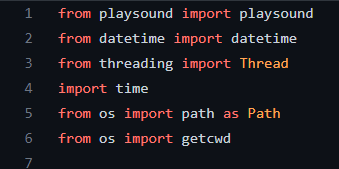 1 from playsound import playsound
2 from datetime import datetime
3 from threading import Thread
4 import time
5 from os import path as Path
6 from os import getcwd
7